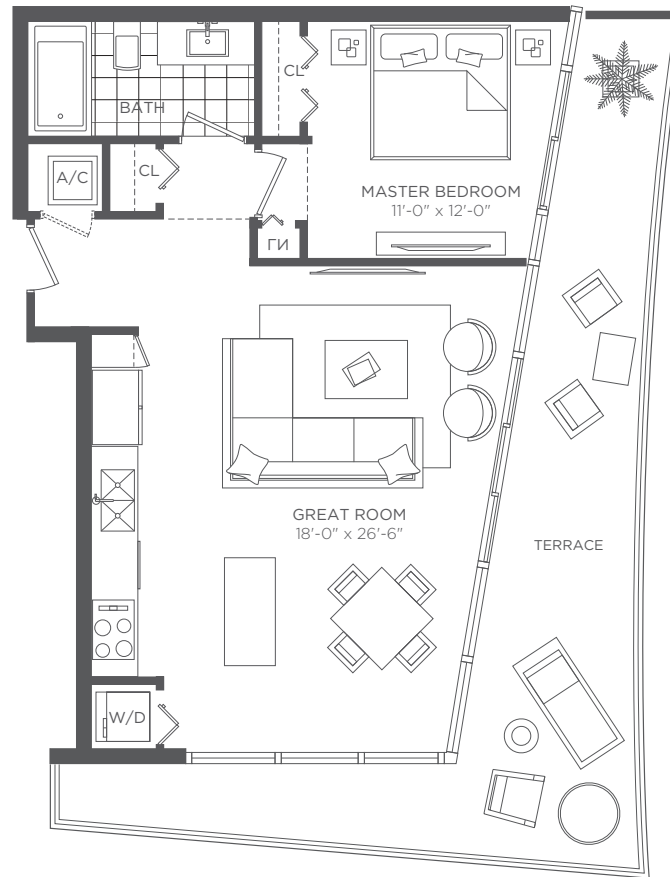 BATH
CL
CL
A/C
MASTER BEDROOM
11'-0" x 12'-0"
ГИ
GREAT ROOM
18'-0" x 26'-6"
TERRACE
W/D